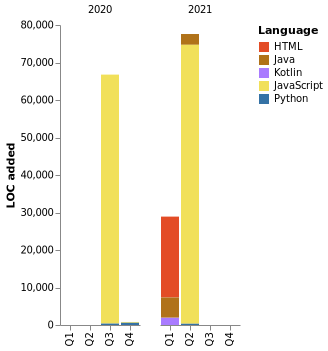 2020
2021
Language
HTML
Java
Kotlin
JavaScript
Python
LOC added
80,000
70,000
60,000
50,000
40,000
30,000
20,000
10,000
0
Q1
Q2
Q3
Q4
Q1
Q2
Q3
Q4